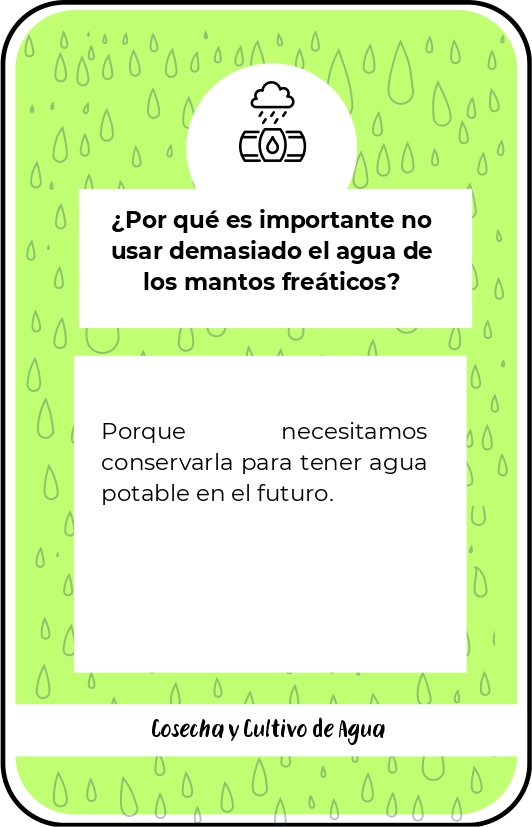 ¿Por qué es importante no
usar demasiado el agua de
los mantos freáticos?
Porque necesitamos
conservarla para tener agua
potable en el futuro.
Cosecha y Cultivo de Agua